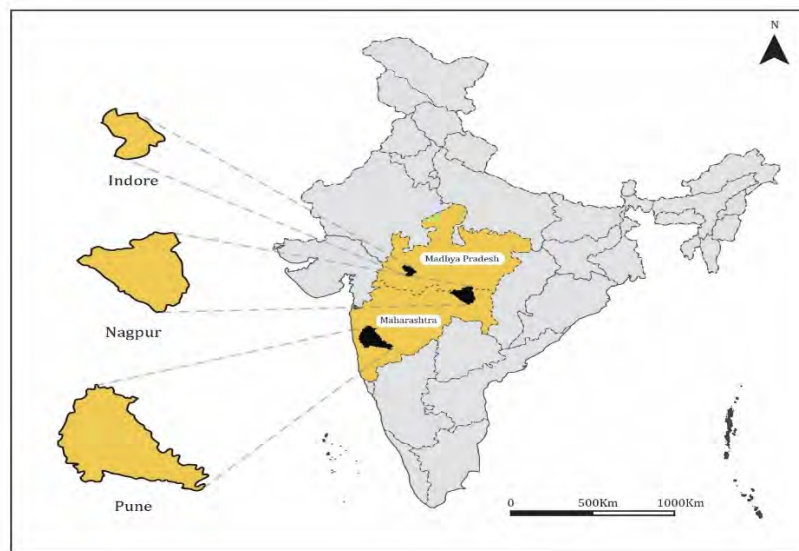 N
Indore
Madhya Pradesh
Nagpur
Maharashtra
Pune
0 500Km 1000Km